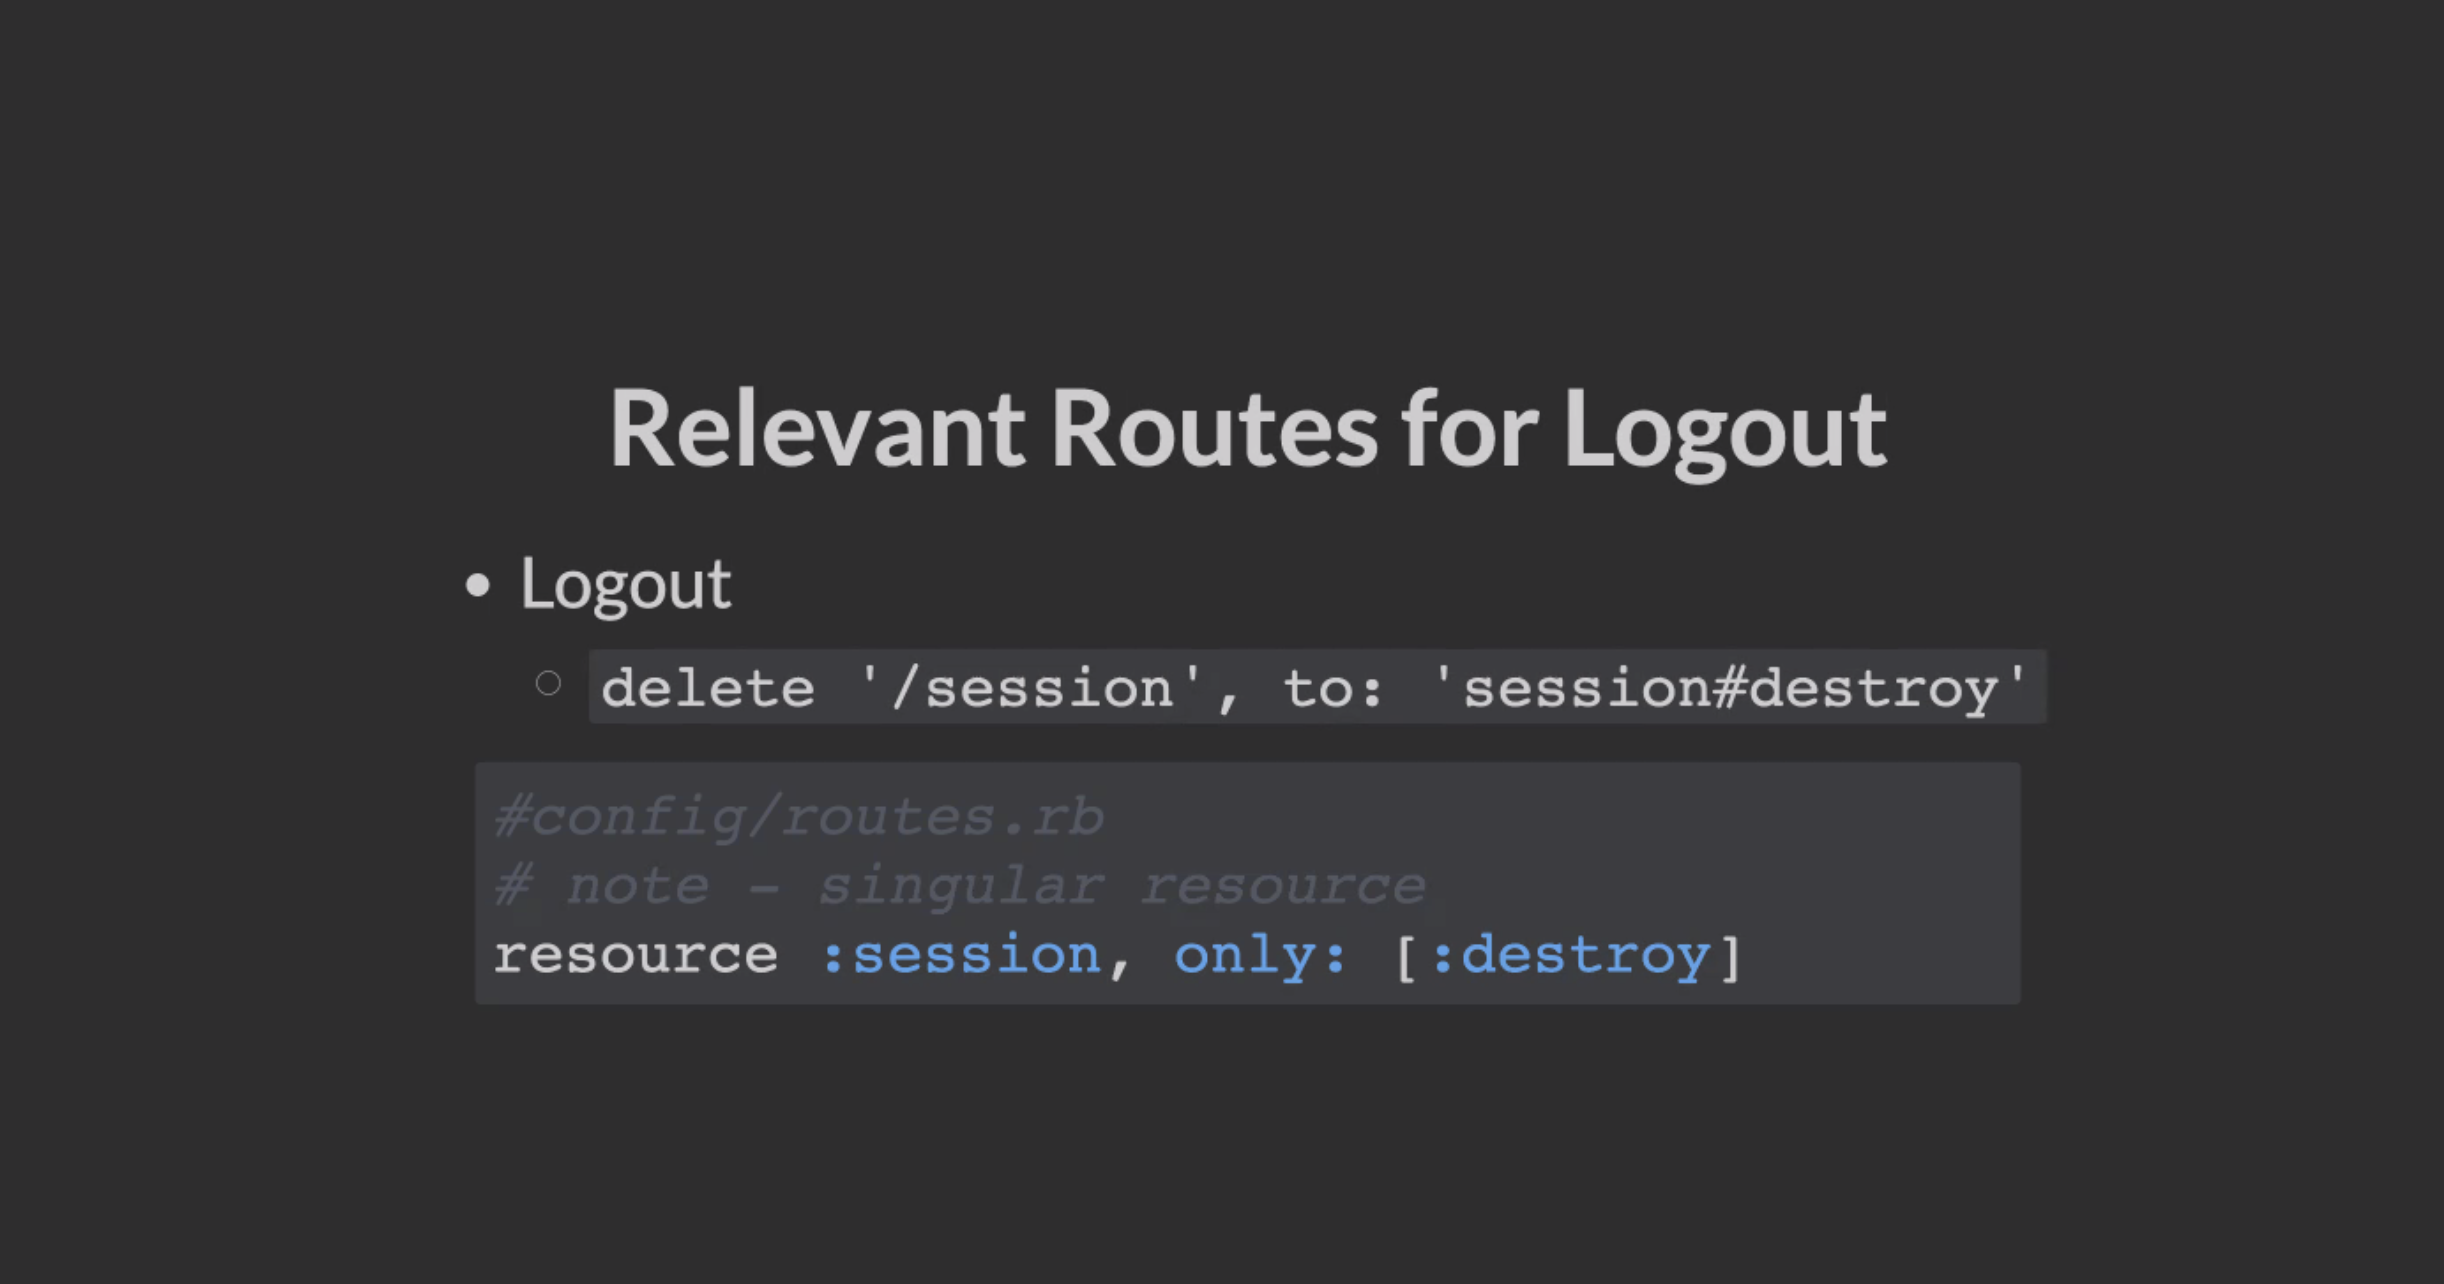 Relevant Routes for Logout
• Logout
○ delete '/session', to: 'session#destroy'
#config/routes.rb
# note - singular resource
resource :session, only: [:destroy]